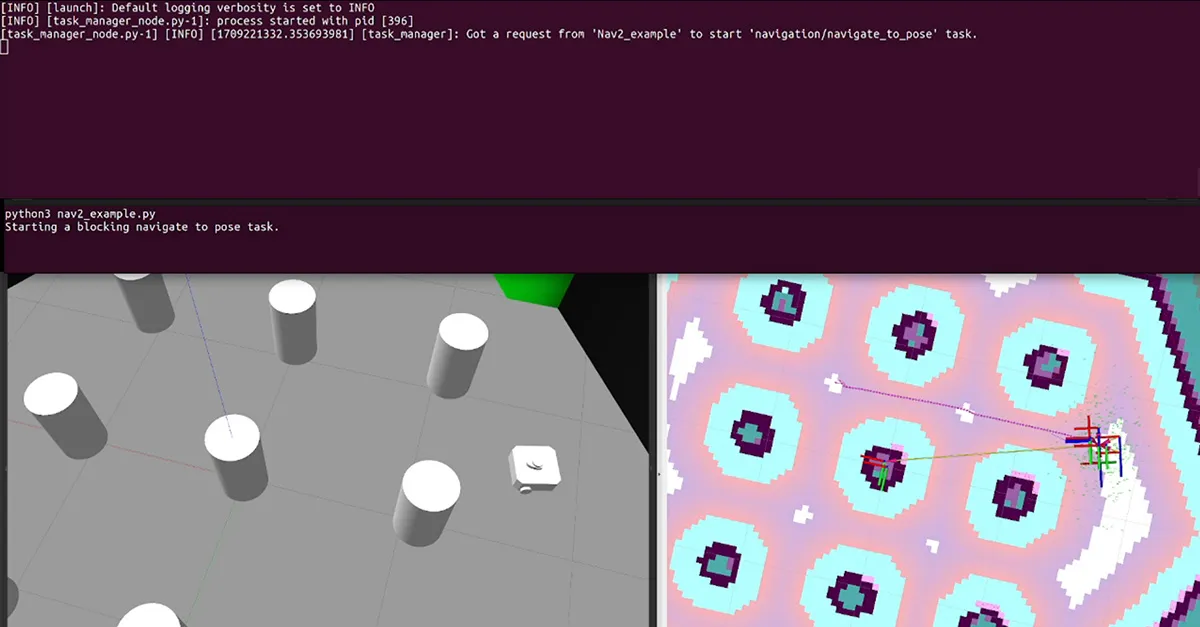 [INFO] [launch]: Default logging verbosity is set to INFO
[INFO] [task_manager_node.py-1]: process started with pid [396]
[task_manager_node.py-1] [INFO] [1709221332.353693981] [task_manager]: Got a request from 'Nav2_example' to start 'navigation/navigate_to_pose' task.
python3 nav2_example.py
Starting a blocking navigate to pose task.